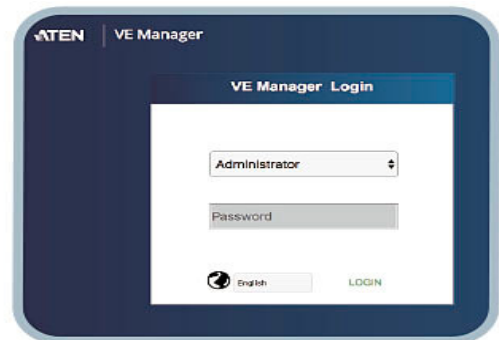 ATEN VE Manager
VE Manager Login
Administrator
Password
English LOGIN